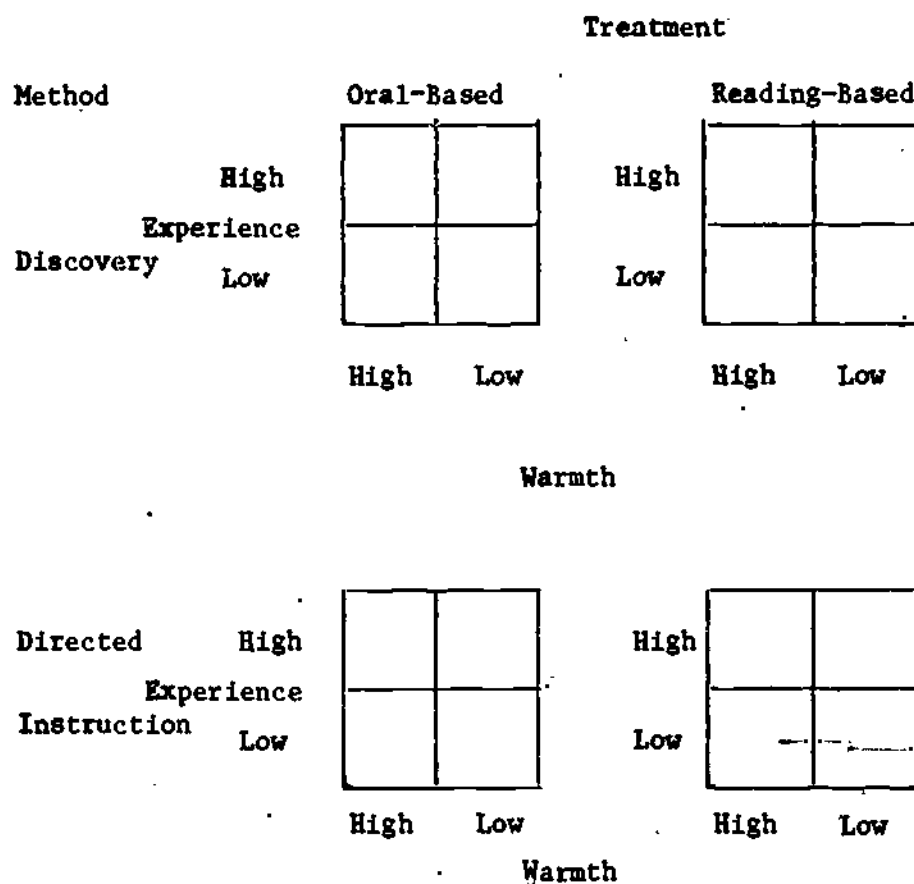 Treatment
Method Oral-Based Reading-Based
High High
Experience
Discovery
Low Low
High Low High Low
Warmth
Directed High High
Experience
Instruction
Low Low
High Low High Low
Warmth